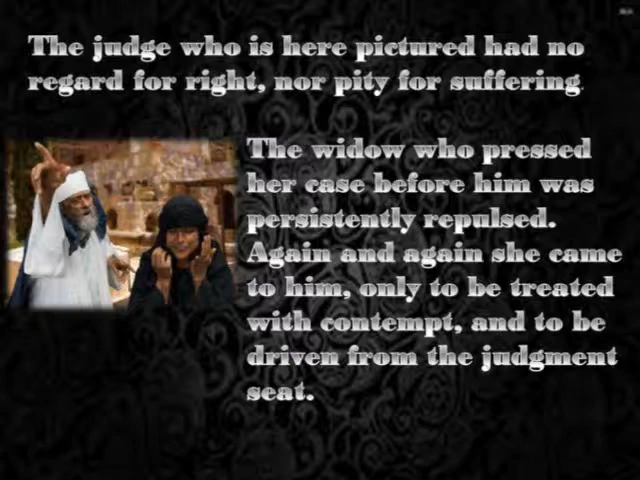 The judge who is here pictured had no
regard for right, nor pity for suffering.
The widow who pressed
her case before him was
persistently repulsed.
Again and again she came
to him, only to be treated
with contempt, and to be
driven from the judgment
seat.